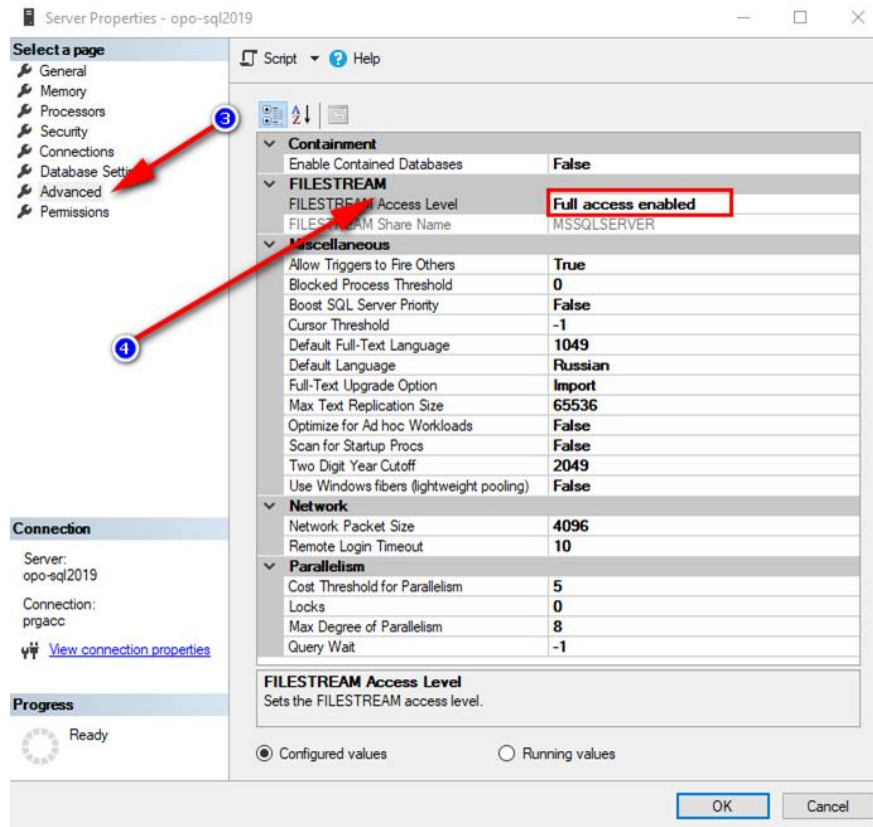 Server Properties - opo-sql2019
Select a page
General
Memory
Processors
Security
Connections
Database
Advanced
Permissions
Script
Help
3
4
Containment
Enable Contained Databases False
FILESTREAM
FILESTREAM Access Level Full access enabled
FILESTREAM Share Name MSSQLSERVER
Miscellaneous
Allow Triggers to Fire Others True
Blocked Process Threshold 0
Boost SQL Server Priority False
Cursor Threshold -1
Default Full-Text Language 1049
Default Language Russian
Full-Text Upgrade Option Import
Max Text Replication Size 65536
Optimize for Ad hoc Workloads False
Scan for Startup Procs False
Two Digit Year Cutoff 2049
Use Windows fibers (lightweight pooling) False
Network
Network Packet Size 4096
Remote Login Timeout 10
Parallelism
Cost Threshold for Parallelism 5
Locks 0
Max Degree of Parallelism 8
Query Wait -1
Connection
Server:
opo-sql2019
Connection:
prgacc
View connection properties
Progress
Ready
FILESTREAM Access Level
Sets the FILESTREAM access level.
Configured values
Running values
OK
Cancel